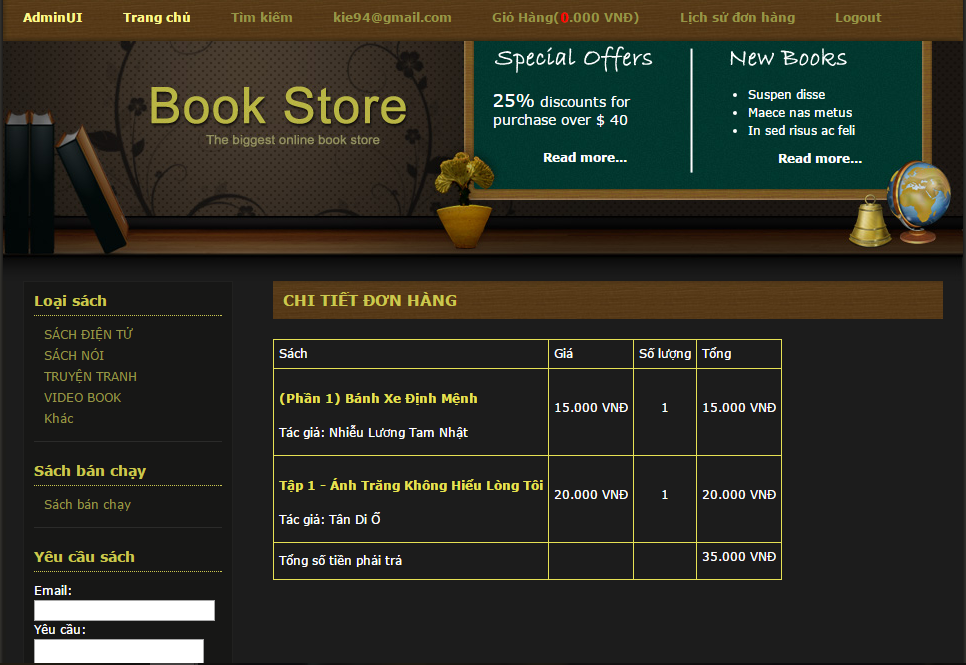 AdminUI Trang chủ Tìm kiếm kie94@gmail.com Giỏ Hàng(0.000 VNĐ) Lịch sử đơn hàng Logout
Book Store
The biggest online book store
Special Offers
25% discounts for
purchase over $ 40
Read more...
New Books
Suspen disse
Maece nas metus
In sed risus ac feli
Read more...
Loại sách
SÁCH ĐIỆN TỬ
SÁCH NÓI
TRUYỆN TRANH
VIDEO BOOK
Khác
Sách bán chạy
Sách bán chạy
Yêu cầu sách
Email:
Yêu cầu:
CHI TIẾT ĐƠN HÀNG
Sách Giá Số lượng Tổng
(Phần 1) Bánh Xe Định Mệnh
Tác giả: Nhiễu Lương Tam Nhật
15.000 VNĐ 1 15.000 VNĐ
Tập 1 - Ánh Trăng Không Hiểu Lòng Tôi
Tác giả: Tân Di Ổ
20.000 VNĐ 1 20.000 VNĐ
Tổng số tiền phải trả 35.000 VNĐ